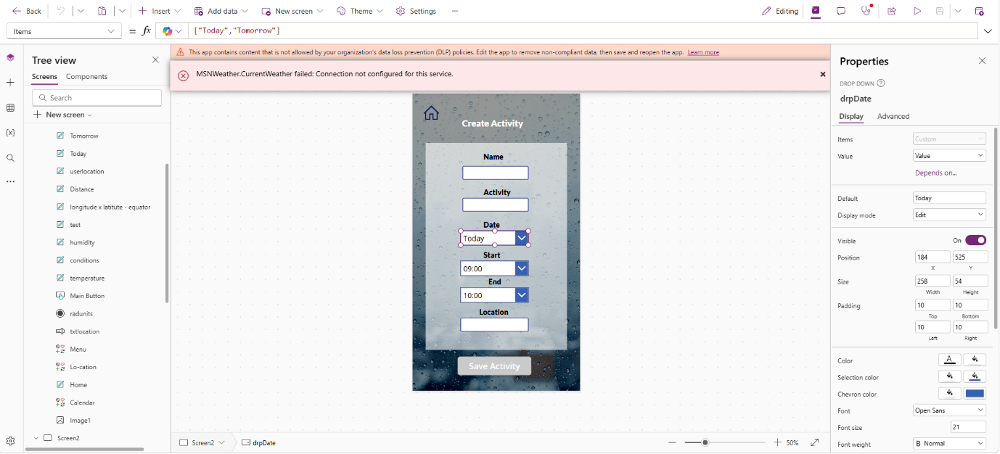 Back
Insert
Add data
New screen
Theme
Settings
Editing
Items
= fx
["Today","Tomorrow"]
Tree view
Screens
Components
Search
New screen
Tomorrow
Today
userlocation
Distance
longitude x latitute - equator
test
humidity
conditions
temperature
Main Button
radunits
txtlocation
Menu
Lo-cation
Home
Calendar
Image1
Screen2
This app contains content that is not allowed by your organization's data loss prevention (DLP) policies. Edit the app to remove non-compliant data, then save and reopen the app. Learn more
MSNWeather.CurrentWeather failed: Connection not configured for this service.
Create Activity
Name
Activity
Date
Today
Start
09:00
End
10:00
Location
Save Activity
Screen2
drpDate
50%
Properties
DROP DOWN
drpDate
Display
Advanced
Items
Custom
Value
Value
Depends on...
Default
Today
Display mode
Edit
Visible
On
Position
184
525
X
Y
Size
258
54
Width
Height
Padding
10
10
Top
Bottom
10
10
Left
Right
Color
A
Selection color
Chevron color
Font
Open Sans
Font size
21
Font weight
B Normal